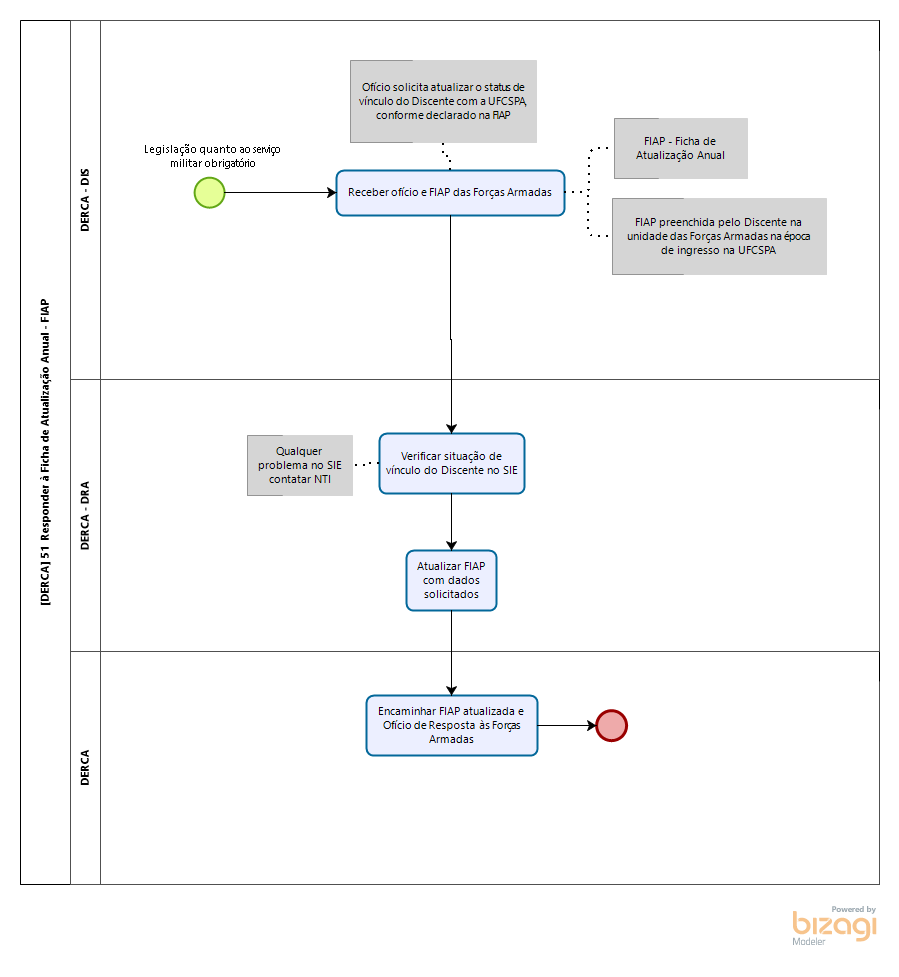 [DERCA] 51 Responder à Ficha de Atualização Anual - FIAP
DERCA - DIS
Ofício solicita atualizar o status de
vínculo do Discente com a UFCSPA,
conforme declarado na FIAP
Legislação quanto ao serviço
militar obrigatório
Receber ofício e FIAP das Forças Armadas
FIAP - Ficha de
Atualização Anual
FIAP preenchida pelo Discente na
unidade das Forças Armadas na época
de ingresso na UFCSPA
DERCA - DRA
Qualquer
problema no SIE
contatar NTI
Verificar situação de
vínculo do Discente no SIE
Atualizar FIAP
com dados
solicitados
DERCA
Encaminhar FIAP atualizada e
Ofício de Resposta às Forças
Armadas
Powered by
bizagi
Modeler